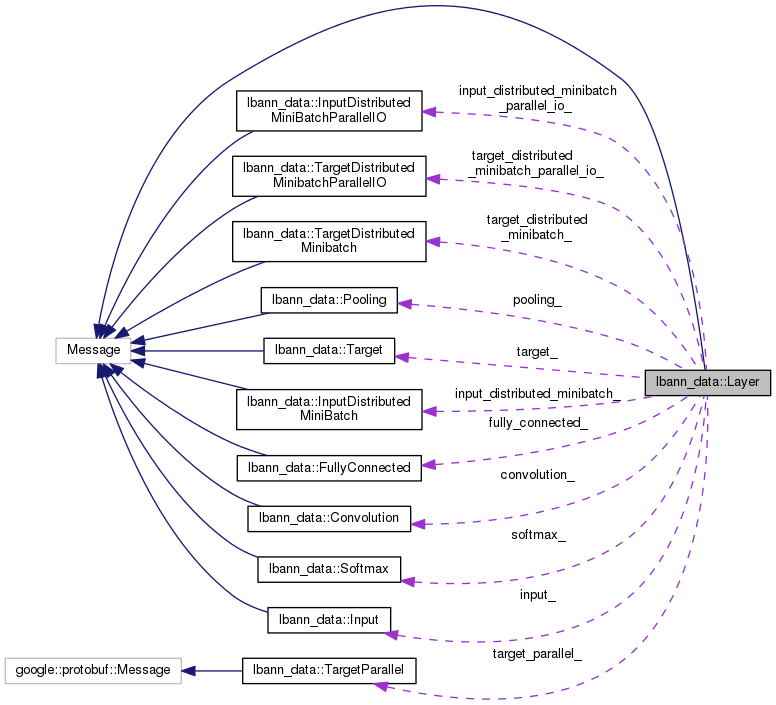 lbann_data::InputDistributed
MiniBatchParallelIO
input_distributed_minibatch
_parallel_io_
lbann_data::TargetDistributed
MinibatchParallelIO
target_distributed
_minibatch_parallel_io_
lbann_data::TargetDistributed
Minibatch
target_distributed
_minibatch_
lbann_data::Pooling
pooling_
Message
lbann_data::Target
target_
lbann_data::Layer
lbann_data::InputDistributed
MiniBatch
input_distributed_minibatch_
lbann_data::FullyConnected
fully_connected_
lbann_data::Convolution
convolution_
lbann_data::Softmax
softmax_
lbann_data::Input
input_
google::protobuf::Message
lbann_data::TargetParallel
target_parallel_